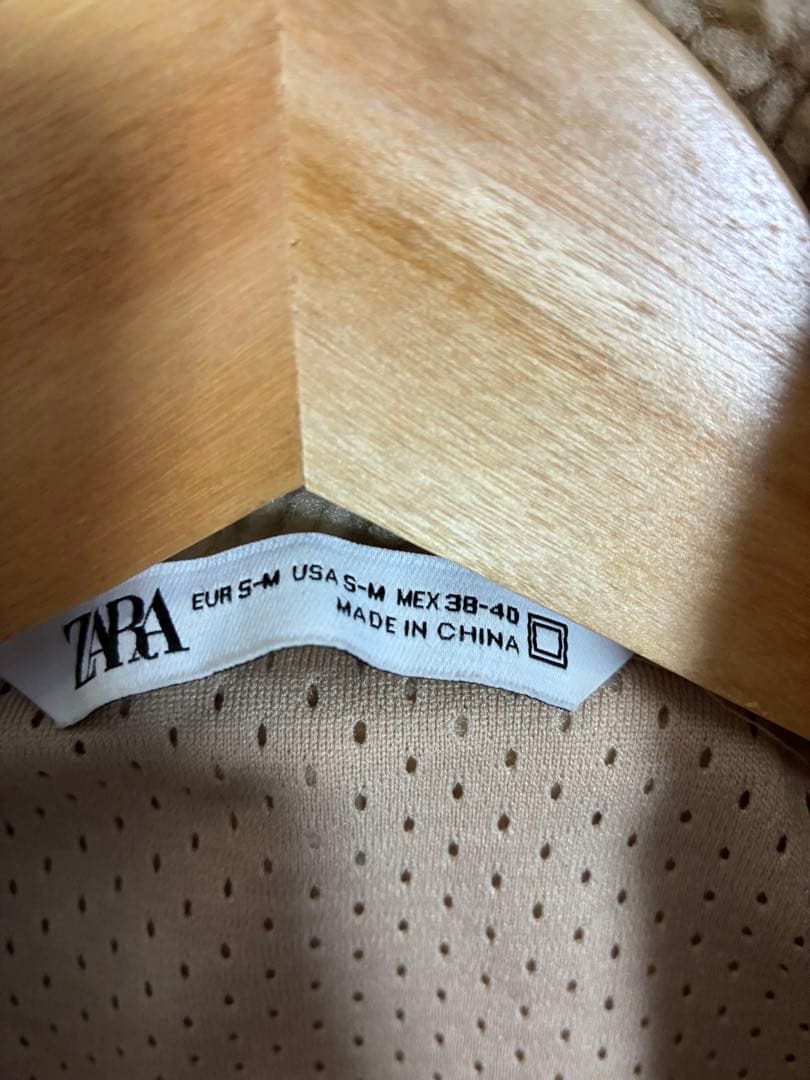 ZARA
EUR S-M USA S-M MEX 38-40
MADE IN CHINA